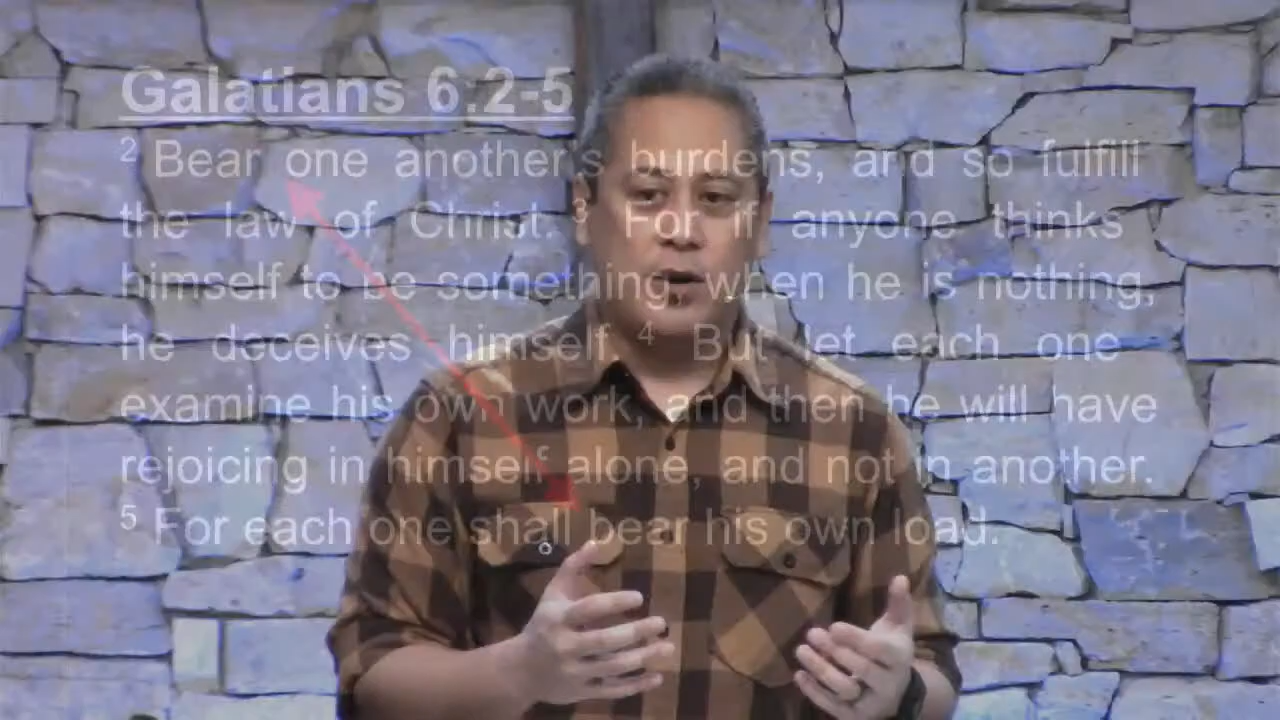 Galatians 6.2-5
2 Bear one another's burdens, and so fulfill
the law of Christ. 3 For if anyone thinks
himself to be something, when he is nothing,
he deceives himself. 4 But let each one
examine his own work, and then he will have
rejoicing in himself alone, and not in another.
5 For each one shall bear his own load.